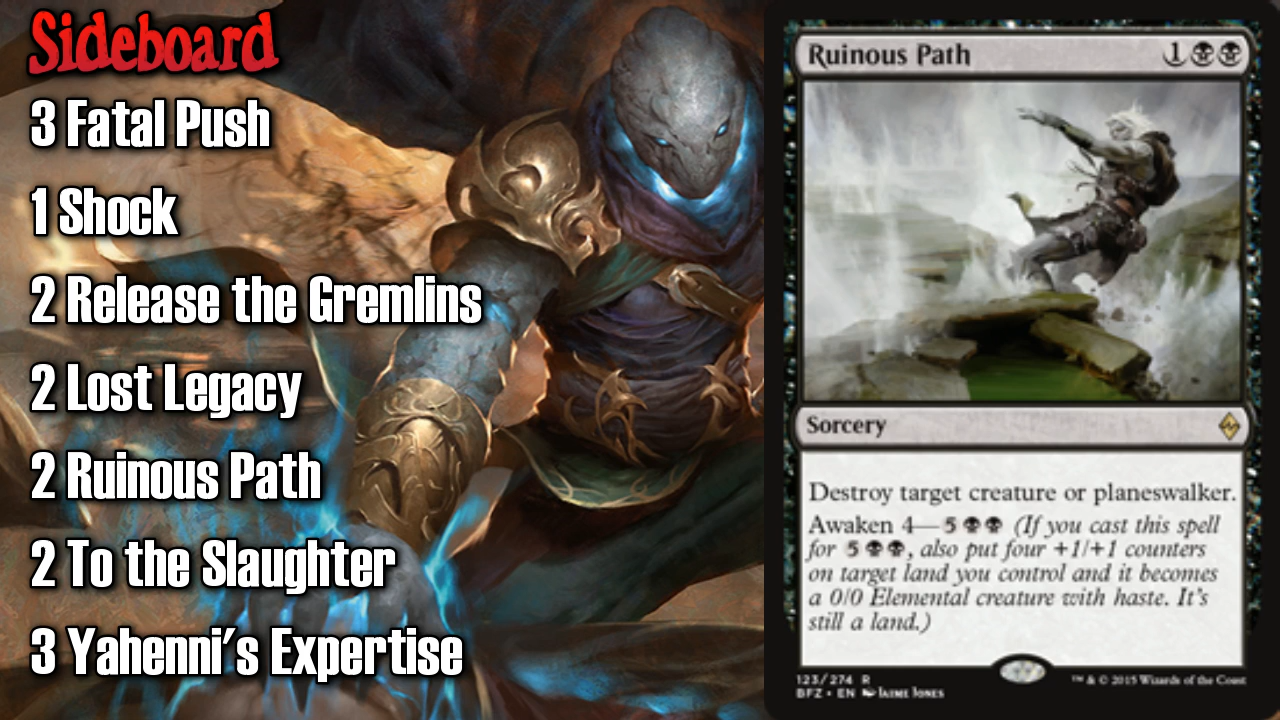 Sideboard
3 Fatal Push
1 Shock
2 Release the Gremlins
2 Lost Legacy
2 Ruinous Path
2 To the Slaughter
3 Yahenni's Expertise
Ruinous Path 1
Sorcery
Destroy target creature or planeswalker.
Awaken 4—5 (If you cast this spell
for 5, also put four +1/+1 counters
on target land you control and it becomes
a 0/0 Elemental creature with haste. It's
still a land.)
123/274 R
BFZ • EN Jaime Jones
™ & © 2015 Wizards of the Coast